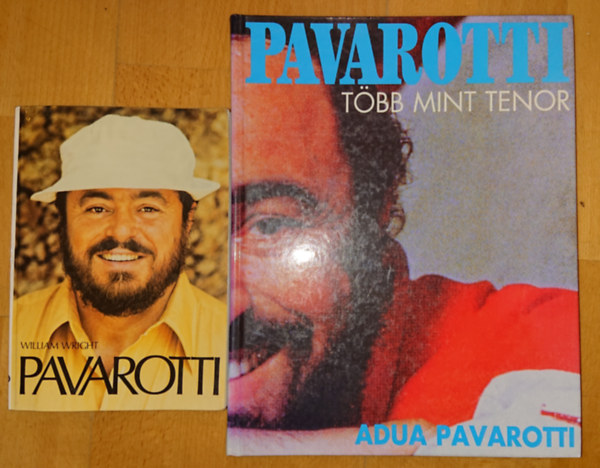 WILLIAM WRIGHT
PAVAROTTI
PAVAROTTI
TÖBB MINT TENOR
ADUA PAVAROTTI